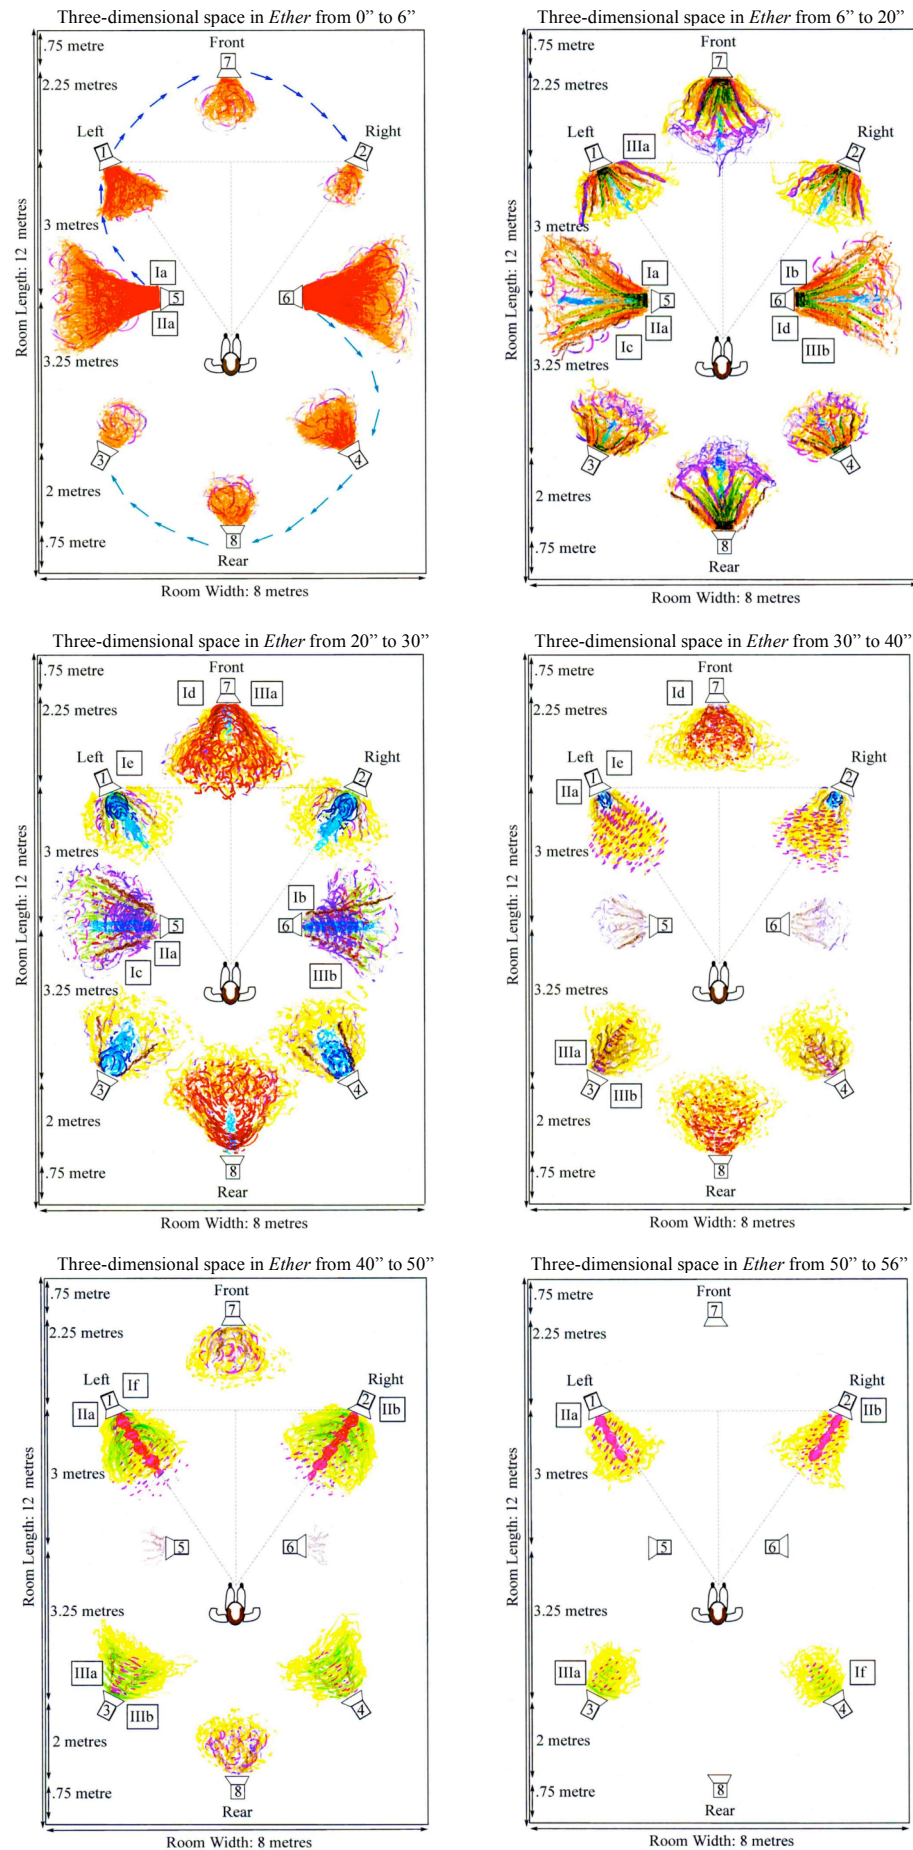 Three-dimensional space in Ether from 0” to 6”
.75 metre
Front
7
2.25 metres
Left
Right
1
2
3 metres
Room Length: 12 metres
Ia
5
6
IIa
3.25 metres
3
4
2 metres
8
.75 metre
Rear
Room Width: 8 metres
Three-dimensional space in Ether from 6” to 20”
.75 metre
Front
7
2.25 metres
Left
Right
1
IIIa
2
3 metres
Room Length: 12 metres
Ia
Ib
5
6
IIa
Id
Ic
IIIb
3.25 metres
3
4
2 metres
8
.75 metre
Rear
Room Width: 8 metres
Three-dimensional space in Ether from 20” to 30”
.75 metre
Front
Id
7
IIIa
2.25 metres
Left
Ie
Right
1
2
3 metres
Room Length: 12 metres
Ib
5
6
IIa
Ic
IIIb
3.25 metres
3
4
2 metres
8
.75 metre
Rear
Room Width: 8 metres
Three-dimensional space in Ether from 30” to 40”
.75 metre
Front
Id
7
2.25 metres
Left
Ie
Right
1
2
IIa
3 metres
Room Length: 12 metres
5
6
3.25 metres
IIIa
3
IIIb
4
2 metres
8
.75 metre
Rear
Room Width: 8 metres
Three-dimensional space in Ether from 40” to 50”
.75 metre
Front
7
2.25 metres
Left
If
Right
IIa
1
2
IIb
3 metres
Room Length: 12 metres
5
6
3.25 metres
IIIa
3
IIIb
4
2 metres
8
.75 metre
Rear
Room Width: 8 metres
Three-dimensional space in Ether from 50” to 56”
.75 metre
Front
7
2.25 metres
Left
Right
IIa
1
2
IIb
3 metres
Room Length: 12 metres
5
6
3.25 metres
IIIa
If
3
4
2 metres
8
.75 metre
Rear
Room Width: 8 metres